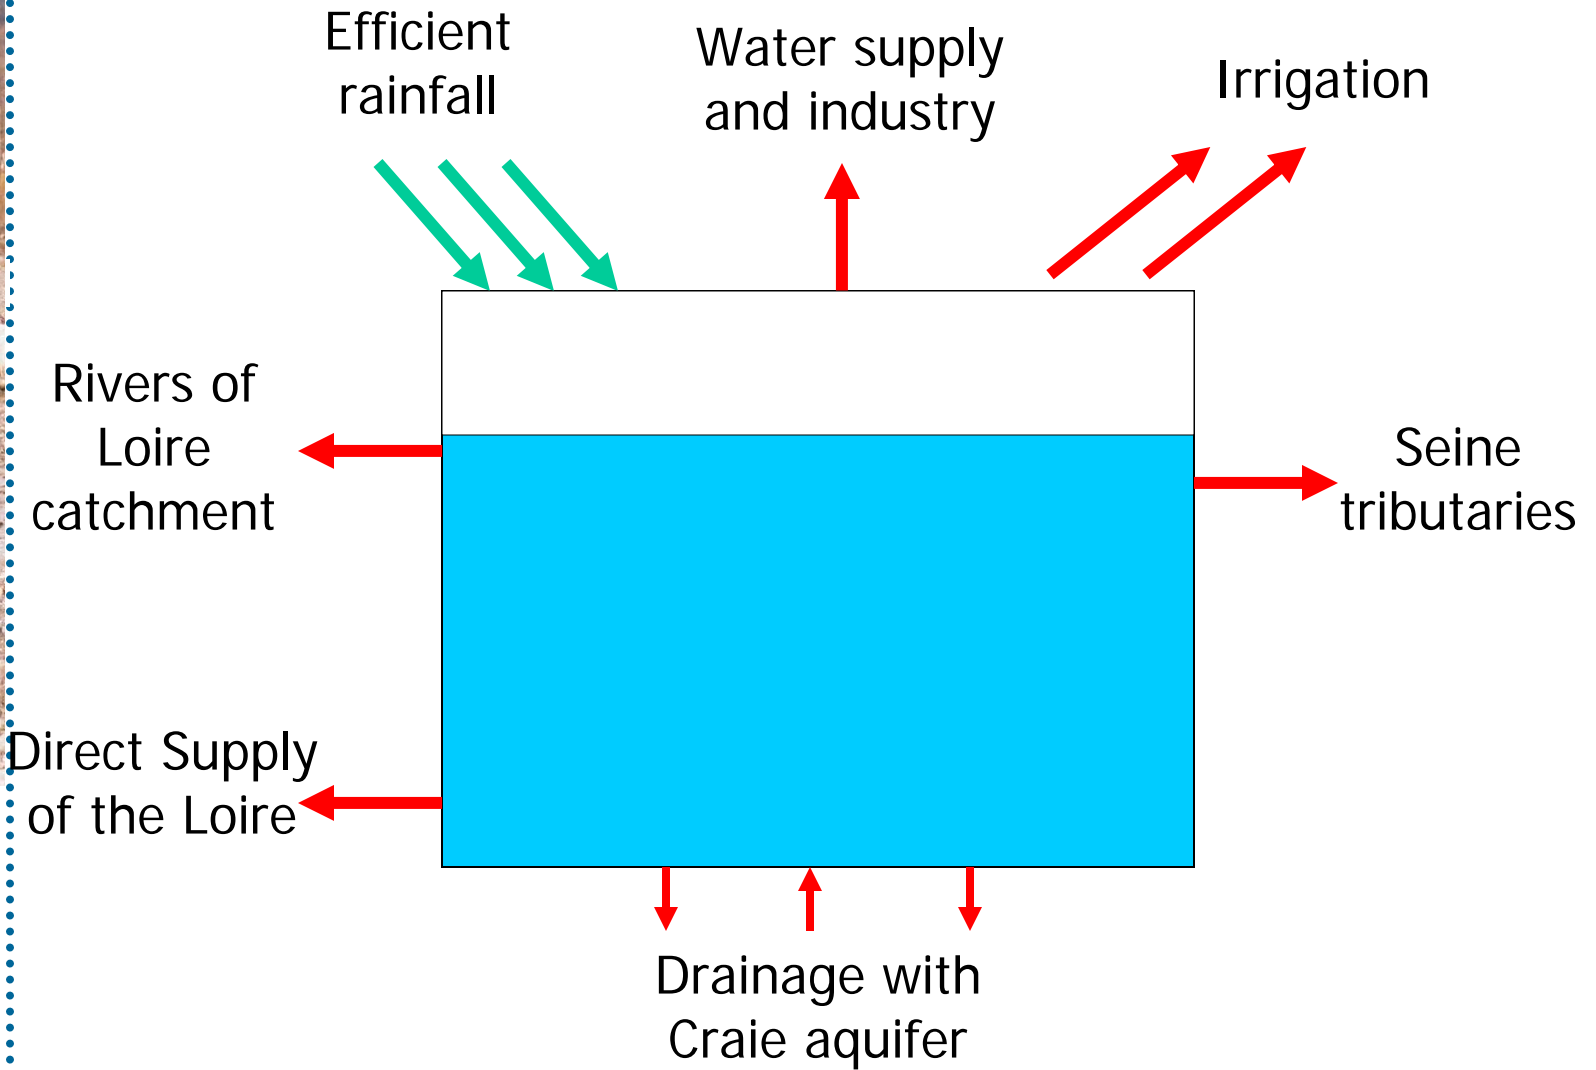 Efficient
rainfall
Water supply
and industry
Irrigation
Rivers of
Loire
catchment
Seine
tributaries
Direct Supply
of the Loire
Drainage with
Craie aquifer